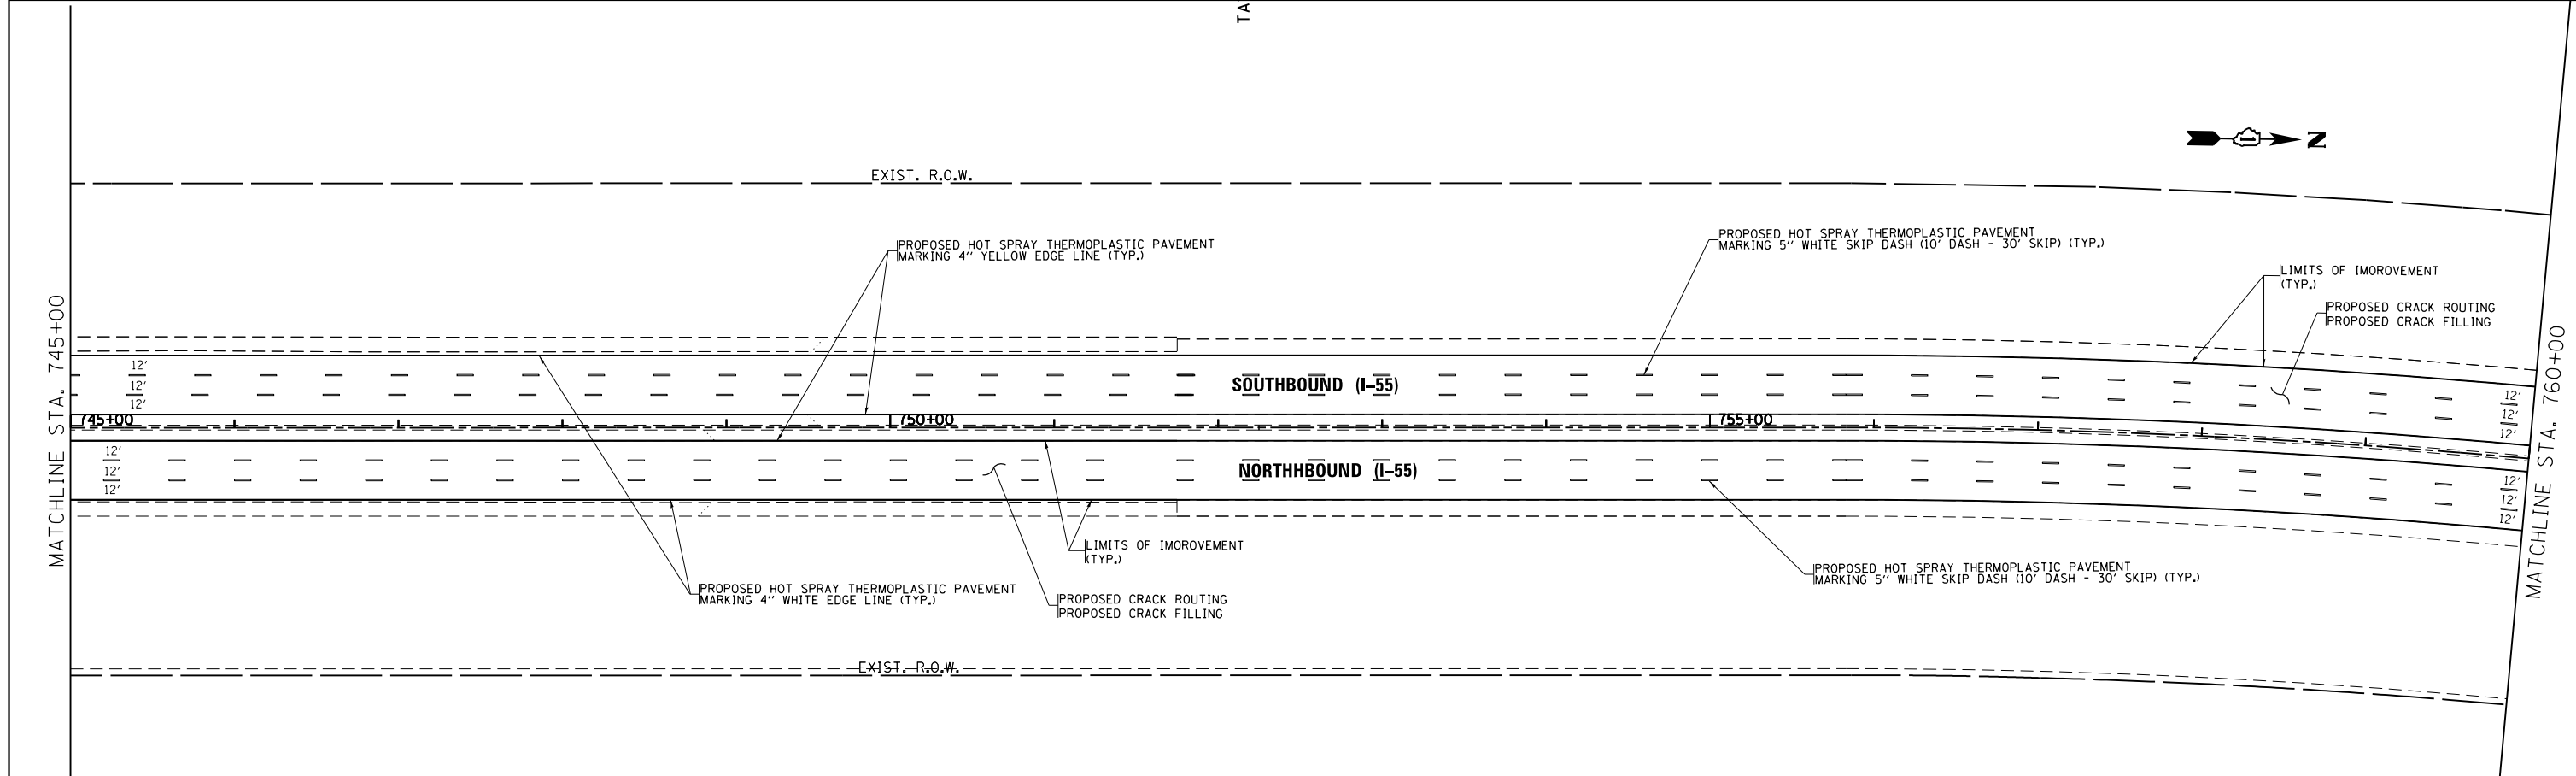 TA
N
EXIST. R.O.W.
PROPOSED HOT SPRAY THERMOPLASTIC PAVEMENT
MARKING 4" YELLOW EDGE LINE (TYP.)
PROPOSED HOT SPRAY THERMOPLASTIC PAVEMENT
MARKING 5" WHITE SKIP DASH (10' DASH - 30' SKIP) (TYP.)
LIMITS OF IMOROVEMENT
(TYP.)
PROPOSED CRACK ROUTING
PROPOSED CRACK FILLING
MATCHLINE STA. 745+00
MATCHLINE STA. 760+00
12'
12'
12'
SOUTHBOUND (I-55)
12'
12'
12'
745+00
750+00
755+00
12'
12'
12'
NORTHHBOUND (I-55)
12'
12'
12'
LIMITS OF IMOROVEMENT
(TYP.)
PROPOSED HOT SPRAY THERMOPLASTIC PAVEMENT
MARKING 4" WHITE EDGE LINE (TYP.)
PROPOSED CRACK ROUTING
PROPOSED CRACK FILLING
PROPOSED HOT SPRAY THERMOPLASTIC PAVEMENT
MARKING 5" WHITE SKIP DASH (10' DASH - 30' SKIP) (TYP.)
EXIST. R.O.W.